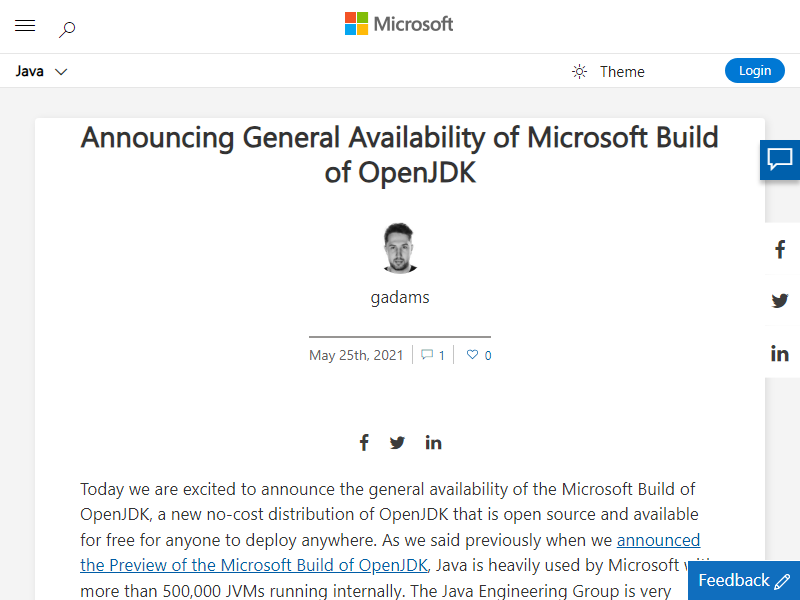 Microsoft
Java
Theme
Login
Announcing General Availability of Microsoft Build
of OpenJDK
gadams
May 25th, 2021
1
0
Today we are excited to announce the general availability of the Microsoft Build of
OpenJDK, a new no-cost distribution of OpenJDK that is open source and available
for free for anyone to deploy anywhere. As we said previously when we announced
the Preview of the Microsoft Build of OpenJDK, Java is heavily used by Microsoft
more than 500,000 JVMs running internally. The Java Engineering Group is very
Feedback